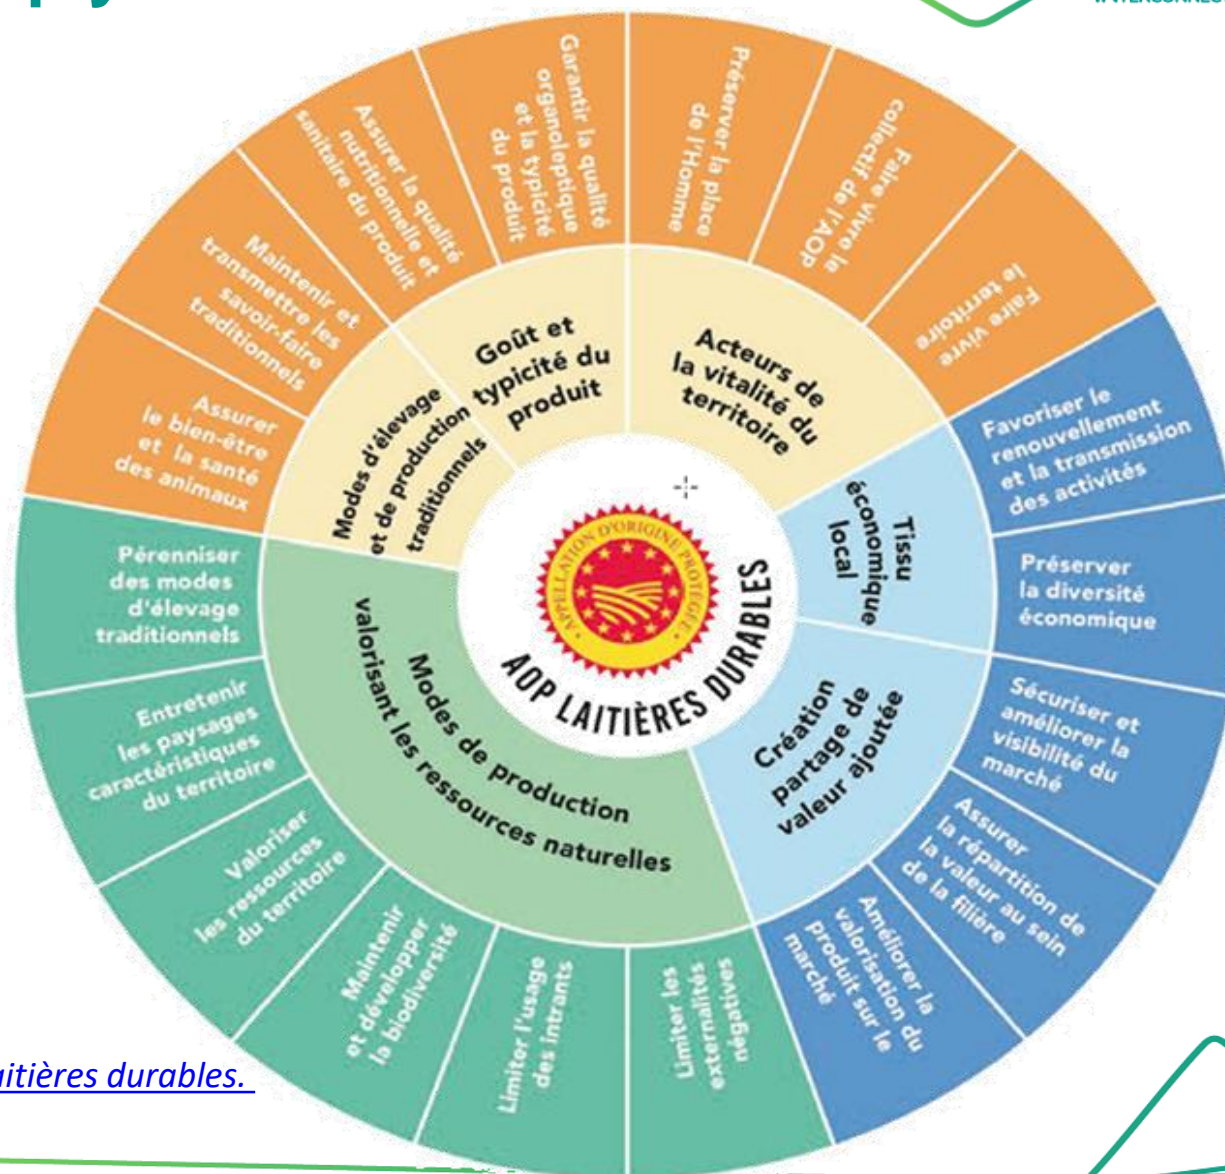 Préserver la place
de l'Homme
Faire vivre le
collectif de l'AOP
Faire vivre
le territoire
Favoriser le
renouvellement
et la transmission
des activités
Préserver
la diversité
économique
Sécuriser et
améliorer la
visibilité du
marché
Assurer
la répartition de
la valeur au sein
de la filière
Améliorer la
valorisation du
produit sur le
marché
Limiter les
externalités
négatives
Limiter l'usage
des intrants
Maintenir
et développer
la biodiversité
Valoriser
les ressources
du territoire
Entretenir
les paysages
caractéristiques
du territoire
Pérenniser
des modes
d'élevage
traditionnels
Assurer
le bien-être
et la santé
des animaux
Maintenir et
transmettre les
savoir-faire
traditionnels
Assurer la qualité
nutritionnelle et
sanitaire du produit
Garantir la qualité
organoleptique
et la typicité
du produit
Goût et
typicité du
produit
Acteurs de
la vitalité du
territoire
Tissu
économique
local
Création
partage de
valeur ajoutée
Modes de production
valorisant les ressources naturelles
Modes d'élevage
et de production
traditionnels
APPELLATION D'ORIGINE PROTÉGÉE
AOP LAITIÈRES DURABLES
laitières durables.